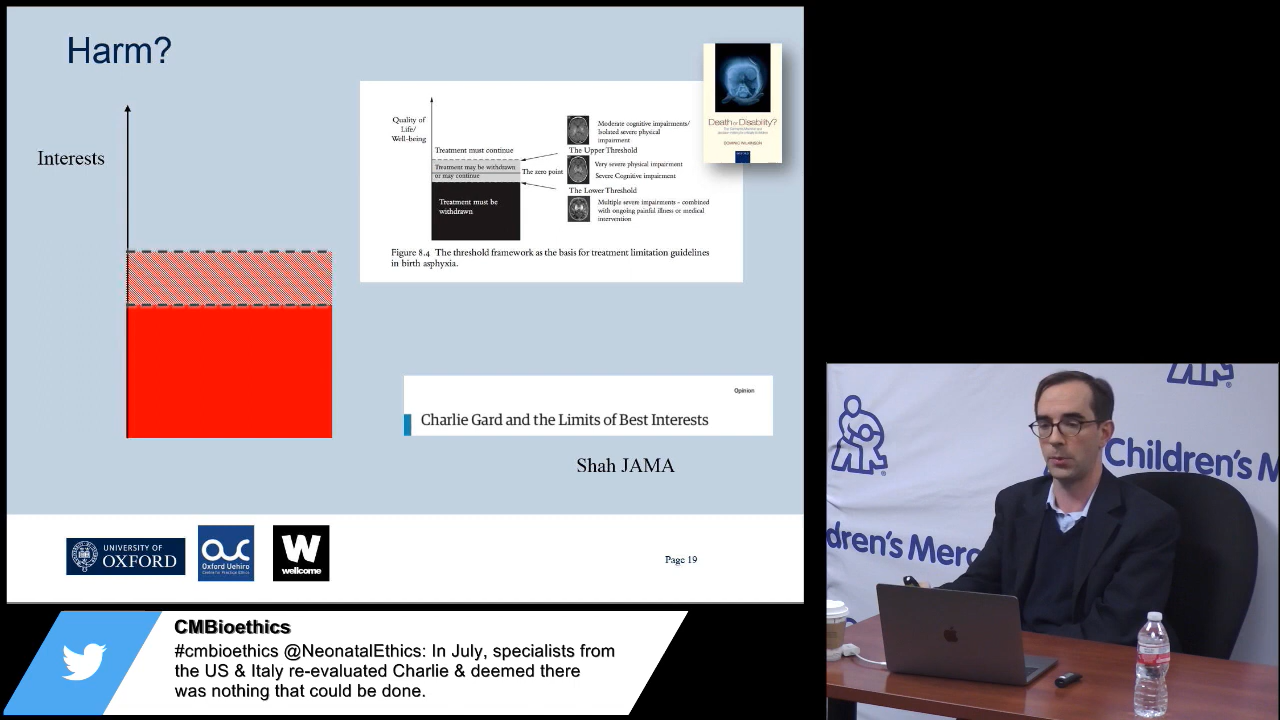 Harm?
Interests
Quality of
Life/
Well-being
Treatment must continue
Treatment may be withdrawn
or may continue
The zero point
Treatment must be
withdrawn
Moderate cognitive impairments/
Isolated severe physical
impairment
The Upper Threshold
Very severe physical impairment
Severe Cognitive impairment
The Lower Threshold
Multiple severe impairments – combined
with ongoing painful illness or medical
intervention
Figure 8.4 The threshold framework as the basis for treatment limitation guidelines
in birth asphyxia.
Death or Disability?
DOMINIC WILKINSON
Opinion
Charlie Gard and the Limits of Best Interests
Shah JAMA
UNIVERSITY OF
OXFORD
Oxford Uehiro
wellcome
Page 19
Children's M
dren's Merc
CMBioethics
#cmbioethics @NeonatalEthics: In July, specialists from
the US & Italy re-evaluated Charlie & deemed there
was nothing that could be done.